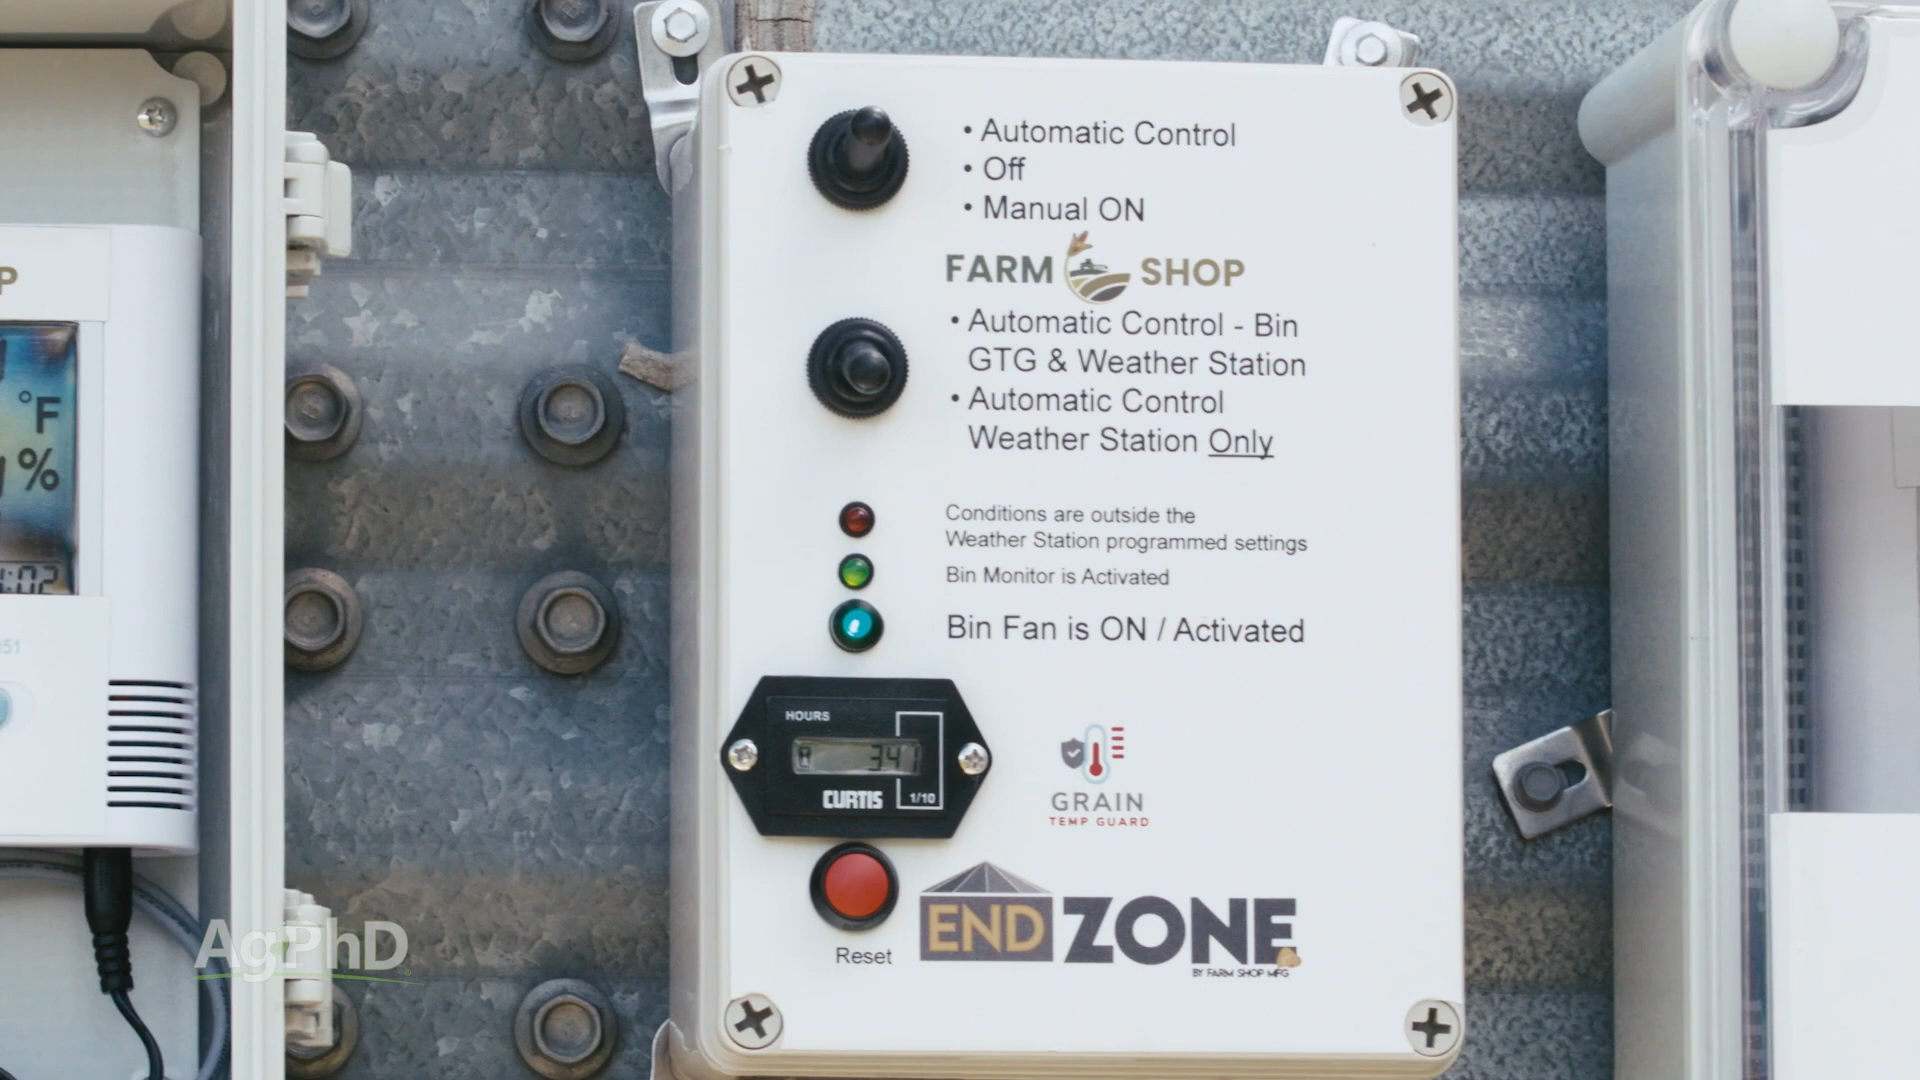 • Automatic Control
• Off
• Manual ON
FARM SHOP
• Automatic Control - Bin
GTG & Weather Station
• Automatic Control
Weather Station Only
Conditions are outside the
Weather Station programmed settings
Bin Monitor is Activated
Bin Fan is ON / Activated
HOURS
CURTIS
1/10
GRAIN
TEMP GUARD
Reset
END ZONE
BY FARM SHOP MFG
P
°F
%
:02
51
AgPhD